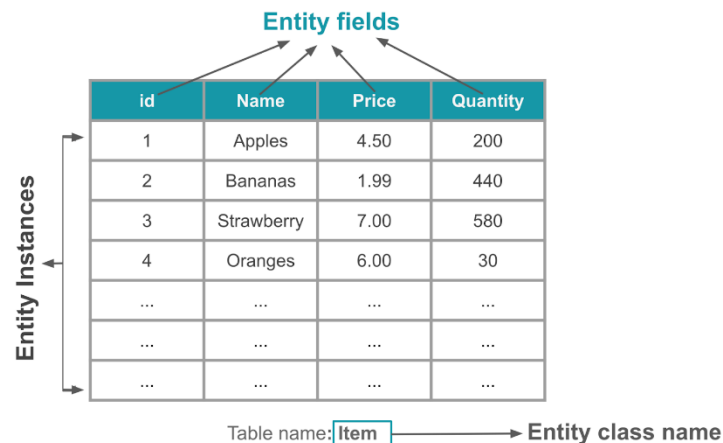 Entity fields
id Name Price Quantity
1 Apples 4.50 200
2 Bananas 1.99 440
3 Strawberry 7.00 580
4 Oranges 6.00 30
... ... ... ...
... ... ... ...
... ... ... ...
Entity Instances
Table name: Item Entity class name